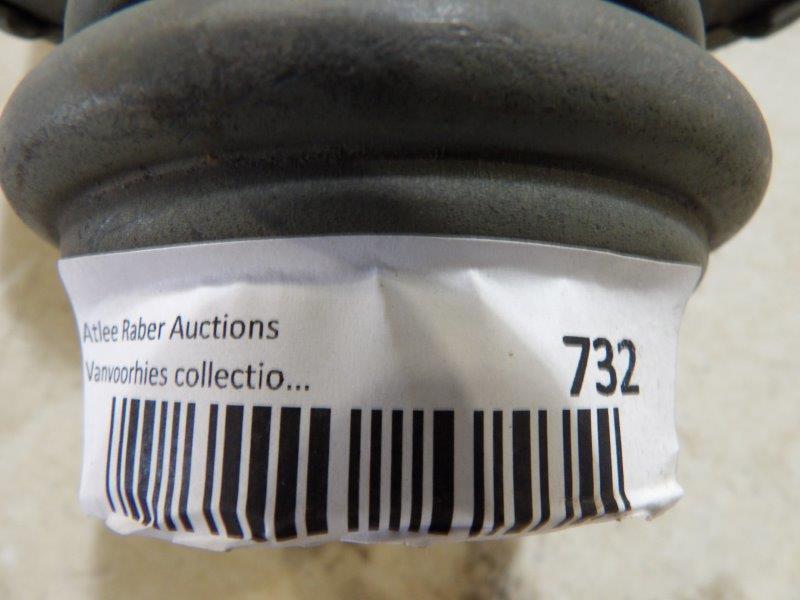 Atlee Raber Auctions
Vanvoorhies collectio...
732